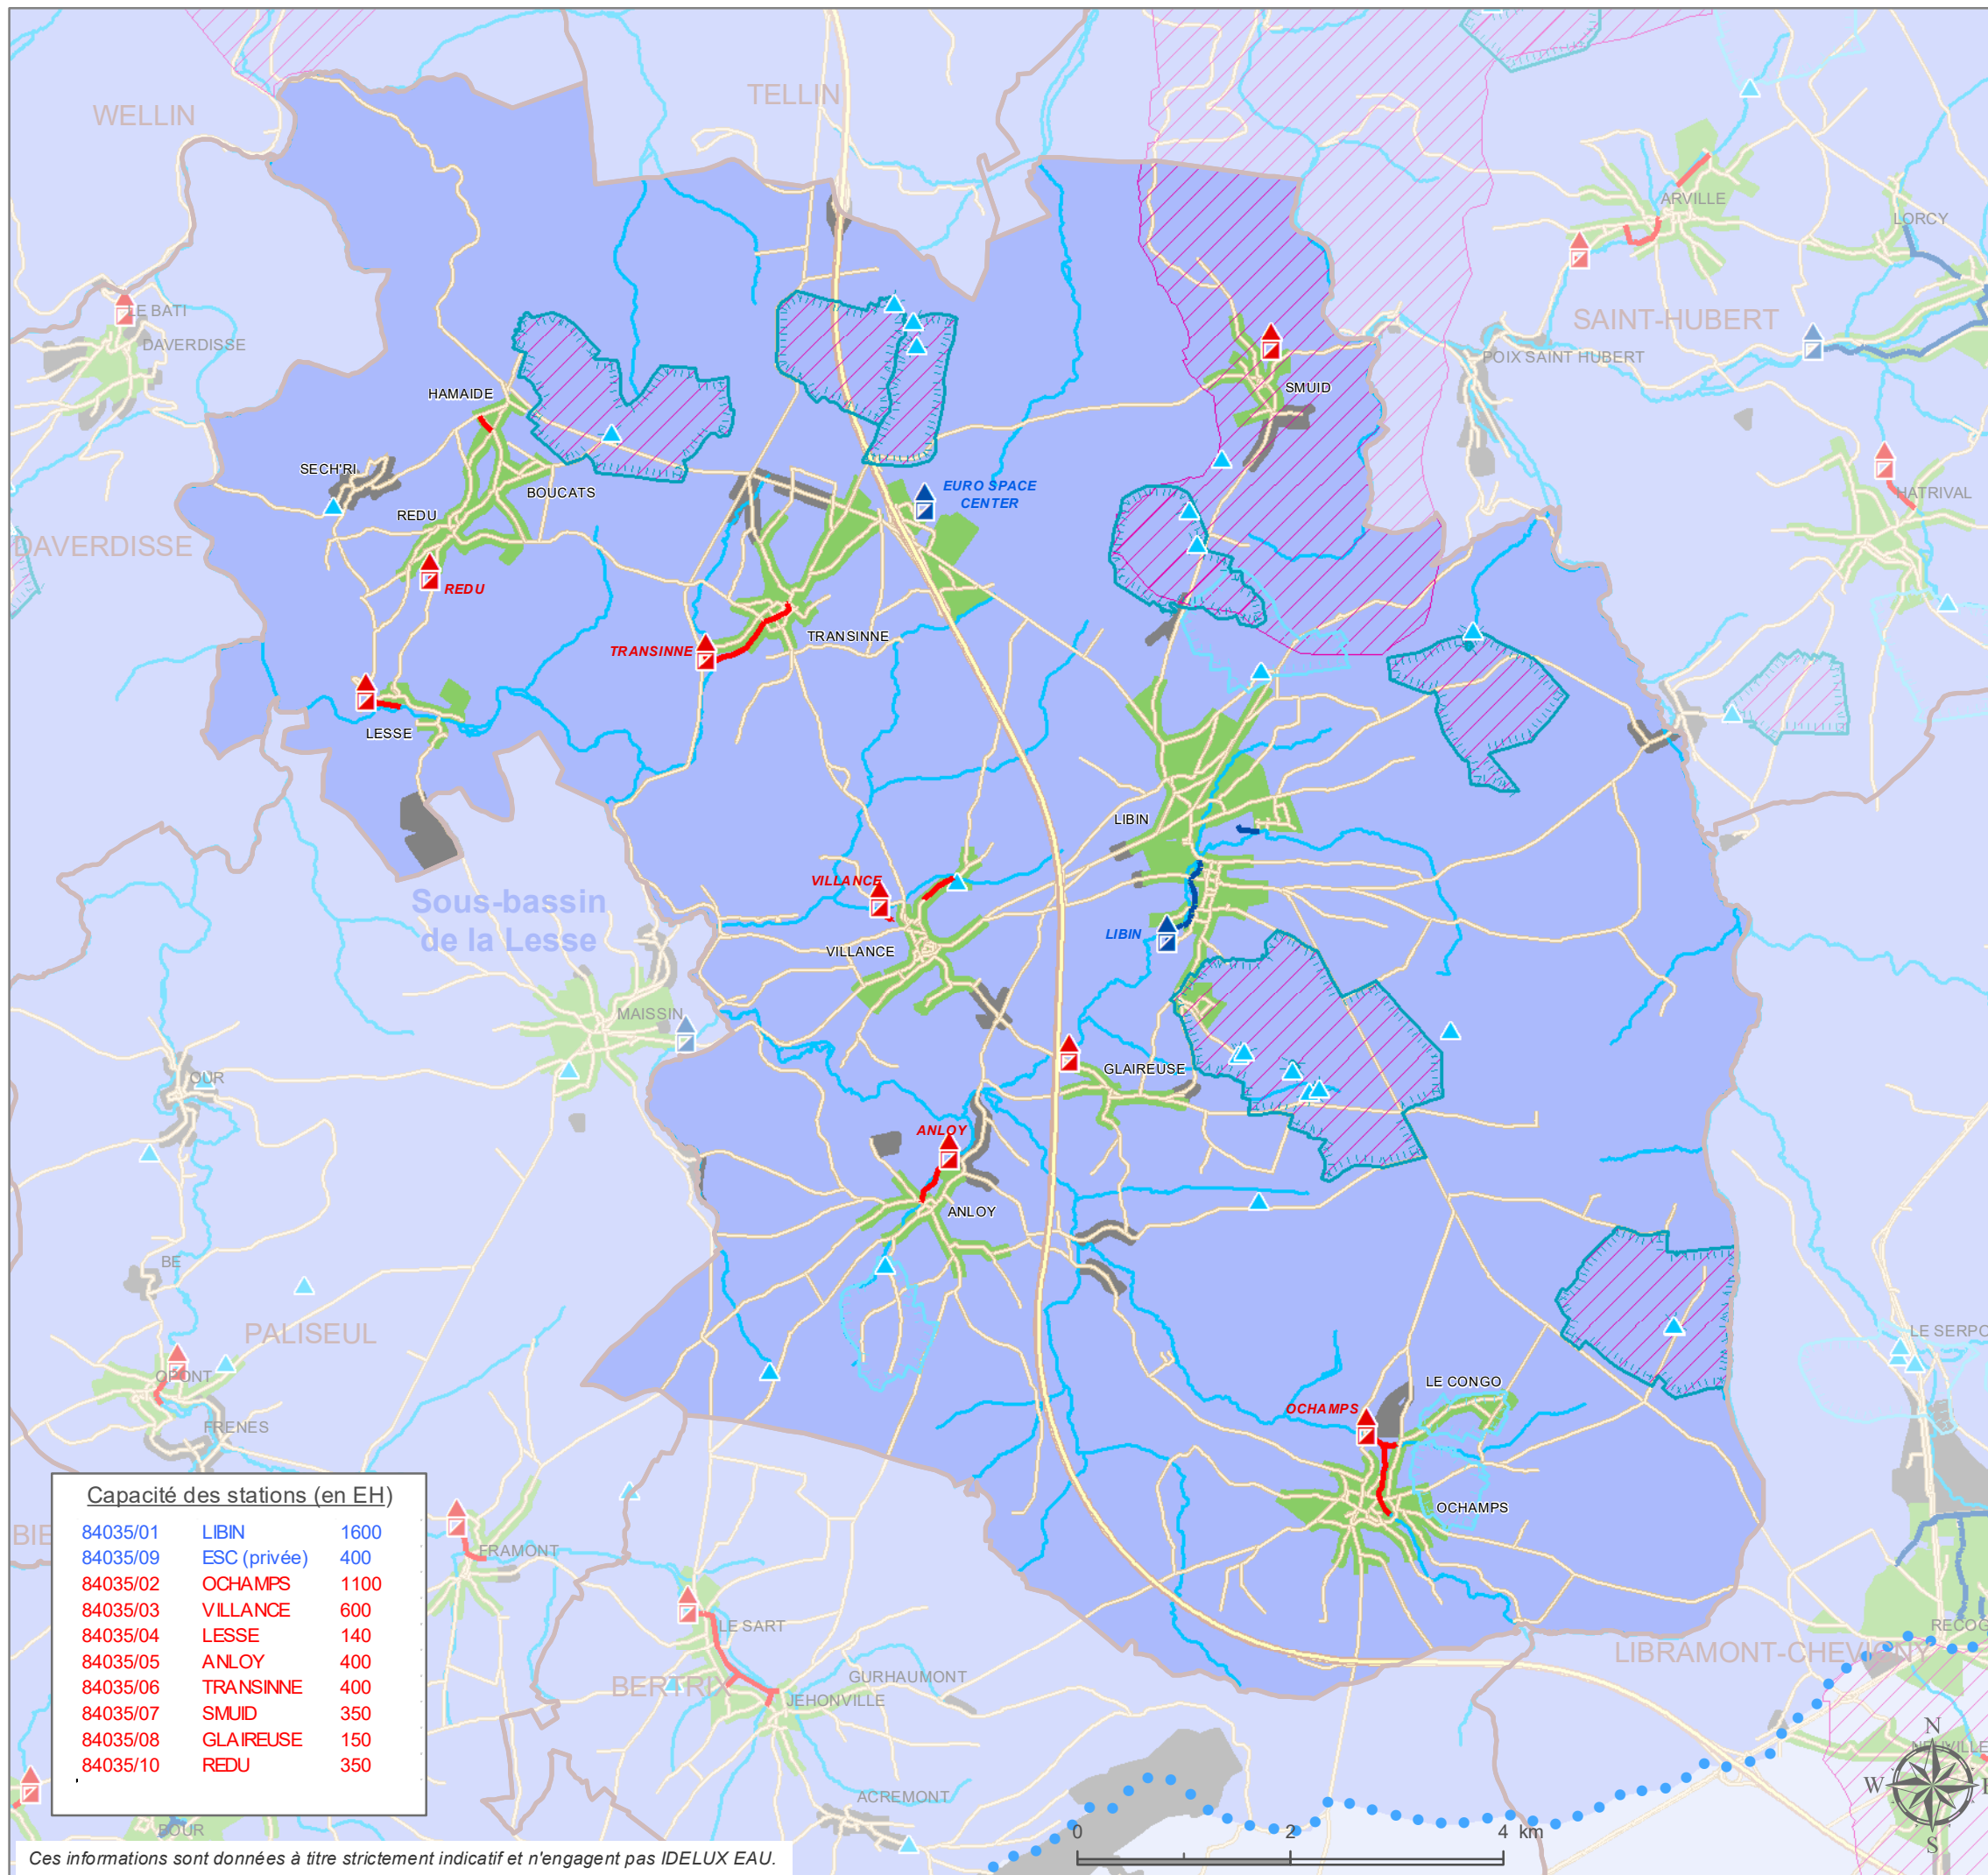 WELLIN
TELLIN
ARVILLE
LORCY
LE BATI
DAVERDISSE
SAINT-HUBERT
POIX SAINT HUBERT
HAMAIDE
SMUID
SECH'RI
BOUCATS
EURO SPACE
CENTER
HATRIVAL
REDU
DAVERDISSE
REDU
TRANSINNE
TRANSINNE
LESSE
LIBIN
VILLANCE
Sous-bassin
de la Lesse
LIBIN
VILLANCE
MAISSIN
GLAIREUSE
OUR
ANLOY
ANLOY
BE
PALISEUL
LE SERPO
OPONT
LE CONGO
OCHAMPS
FRENES
OCHAMPS
Capacité des stations (en EH)
84035/01 LIBIN 1600
84035/09 ESC (privée) 400
84035/02 OCHAMPS 1100
84035/03 VILLANCE 600
84035/04 LESSE 140
84035/05 ANLOY 400
84035/06 TRANSINNE 400
84035/07 SMUID 350
84035/08 GLAIREUSE 150
84035/10 REDU 350
BIE
FRAMONT
LE SART
RECOG
LIBRAMONT-CHEVIGNY
GURHAUMONT
BERTRIX
JEHONVILLE
N
NEUVILLE
W
S
ACREMONT
0 2 4 km
Ces informations sont données à titre strictement indicatif et n'engagent pas IDELUX EAU.